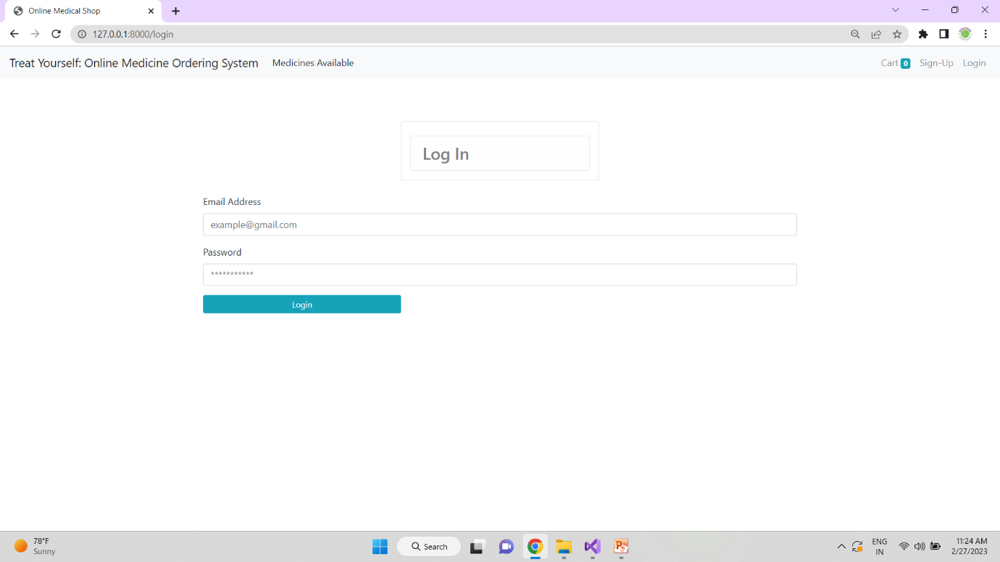 Online Medical Shop
127.0.0.1:8000/login
Treat Yourself: Online Medicine Ordering System Medicines Available Cart 0 Sign-Up Login
Log In
Email Address
example@gmail.com
Password
***********
Login
78°F
Sunny
Search
ENG
IN
11:24 AM
2/27/2023